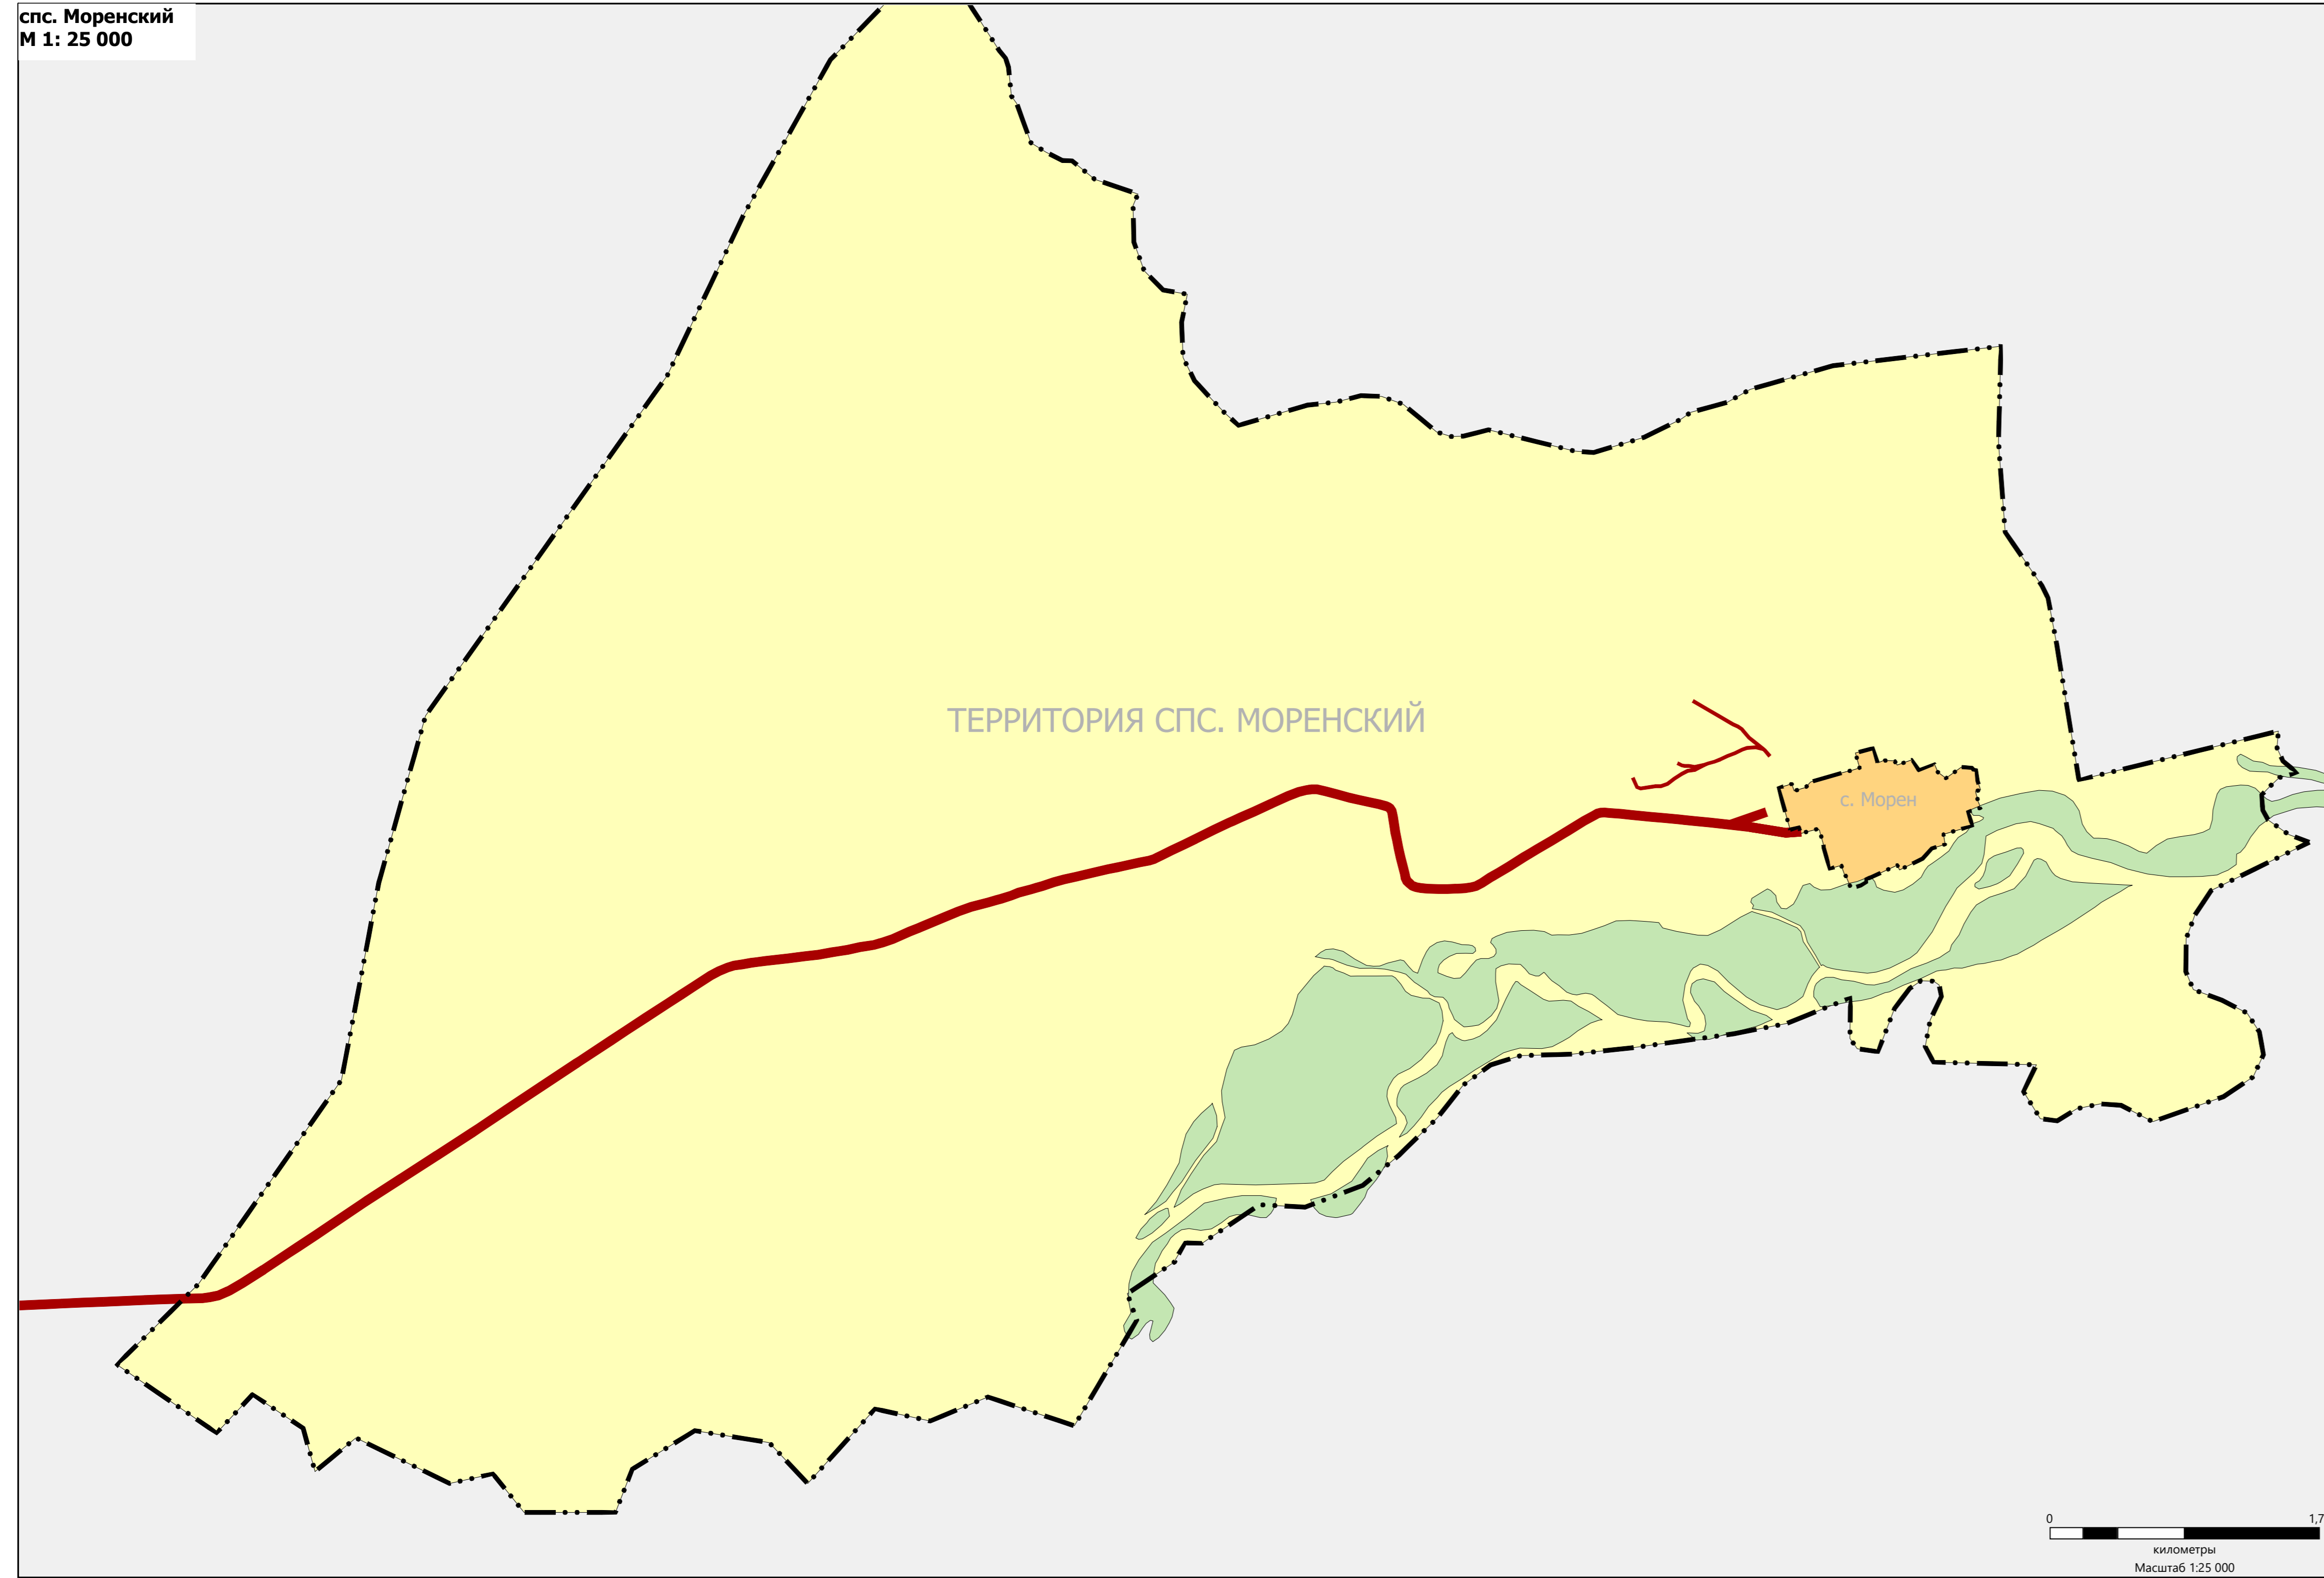 спс. Моренский
М 1: 25 000
ТЕРРИТОРИЯ СПС. МОРЕНСКИЙ
с. Морен
0 1,7
километры
Масштаб 1:25 000